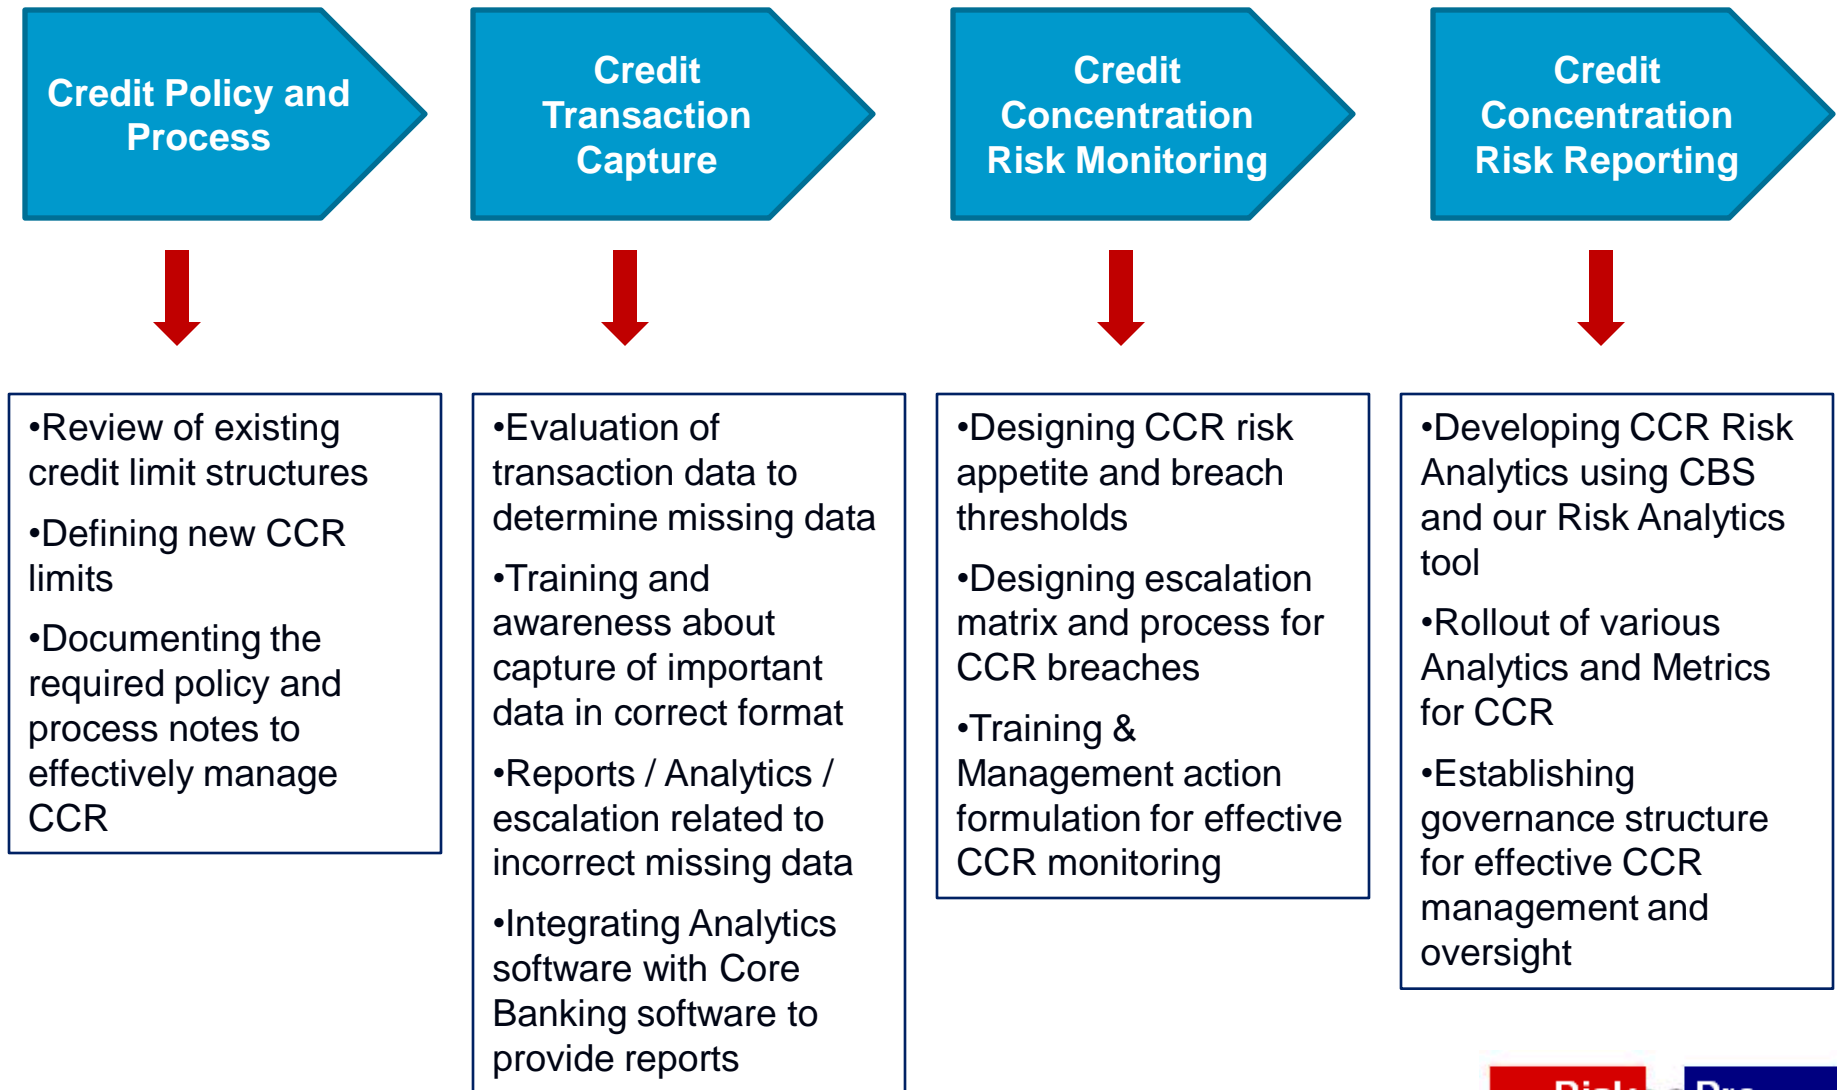 Credit Policy and
Process
Credit
Transaction
Capture
Credit
Concentration
Risk Monitoring
Credit
Concentration
Risk Reporting
•Review of existing
credit limit structures
•Defining new CCR
limits
•Documenting the
required policy and
process notes to
effectively manage
CCR
•Evaluation of
transaction data to
determine missing data
•Training and
awareness about
capture of important
data in correct format
•Reports / Analytics /
escalation related to
incorrect missing data
•Integrating Analytics
software with Core
Banking software to
provide reports
•Designing CCR risk
appetite and breach
thresholds
•Designing escalation
matrix and process for
CCR breaches
•Training &
Management action
formulation for effective
CCR monitoring
•Developing CCR Risk
Analytics using CBS
and our Risk Analytics
tool
•Rollout of various
Analytics and Metrics
for CCR
•Establishing
governance structure
for effective CCR
management and
oversight